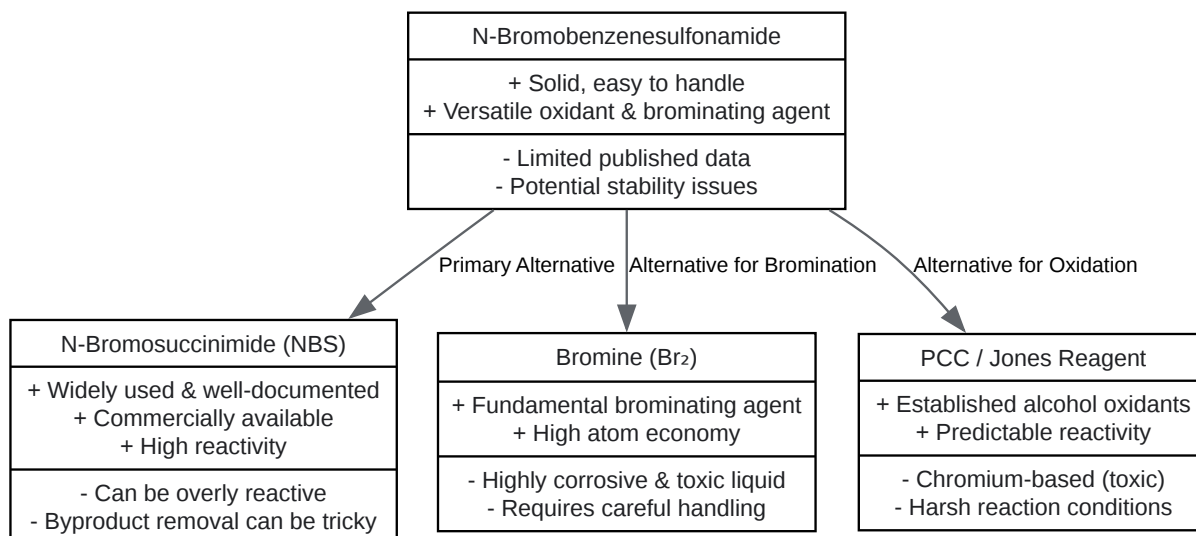 N-Bromobenzenesulfonamide
+ Solid, easy to handle
+ Versatile oxidant & brominating agent
- Limited published data
- Potential stability issues
Primary Alternative
Alternative for Bromination
Alternative for Oxidation
N-Bromosuccinimide (NBS)
+ Widely used & well-documented
+ Commercially available
+ High reactivity
- Can be overly reactive
- Byproduct removal can be tricky
Bromine (Br₂)
+ Fundamental brominating agent
+ High atom economy
- Highly corrosive & toxic liquid
- Requires careful handling
PCC / Jones Reagent
+ Established alcohol oxidants
+ Predictable reactivity
- Chromium-based (toxic)
- Harsh reaction conditions